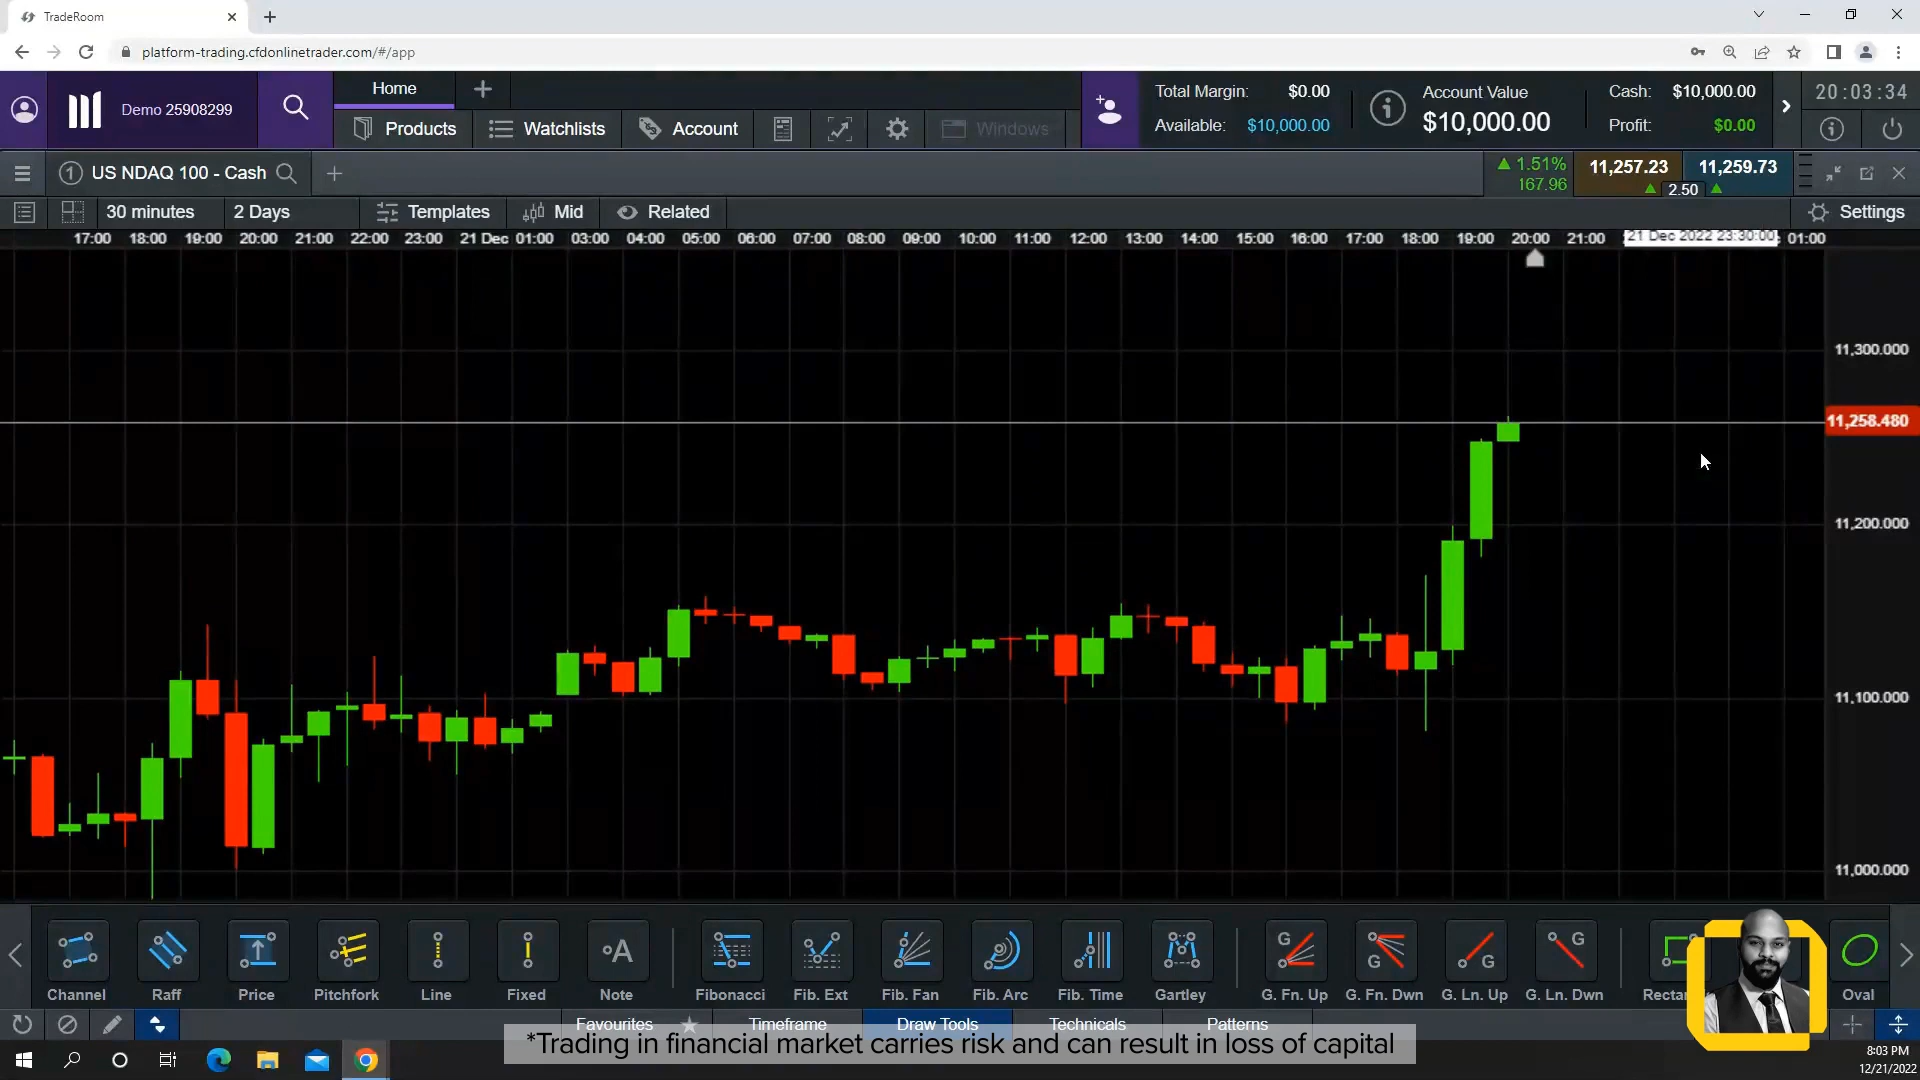 TradeRoom
platform-trading.cfdonlinetrader.com/#/app
Demo 25908299
Home
Products
Watchlists
Account
Windows
Total Margin: $0.00
Available: $10,000.00
Account Value
$10,000.00
Cash: $10,000.00
Profit: $0.00
20:03:34
1 US NDAQ 100 - Cash
1.51%
167.96
11,257.23
11,259.73
2.50
30 minutes
2 Days
Templates
Mid
Related
Settings
17:00 18:00 19:00 20:00 21:00 22:00 23:00 21 Dec 01:00 03:00 04:00 05:00 06:00 07:00 08:00 09:00 10:00 11:00 12:00 13:00 14:00 15:00 16:00 17:00 18:00 19:00 20:00 21:00 21 Dec 2022 23:30:00 01:00
11,300.000
11,258.480
11,200.000
11,100.000
11,000.000
A
G G G G
Channel Raff Price Pitchfork Line Fixed Note Fibonacci Fib. Ext Fib. Fan Fib. Arc Fib. Time Gartley G. Fn. Up G. Fn. Dwn G. Ln. Up G. Ln. Dwn Rectan Oval
Favourites Timeframe Draw Tools Technicals Patterns
*Trading in financial market carries risk and can result in loss of capital
8:03 PM
12/21/2022